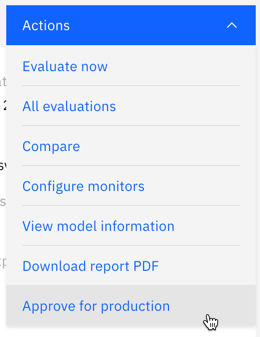 Actions
Evaluate now
All evaluations
Compare
Configure monitors
View model information
Download report PDF
Approve for production